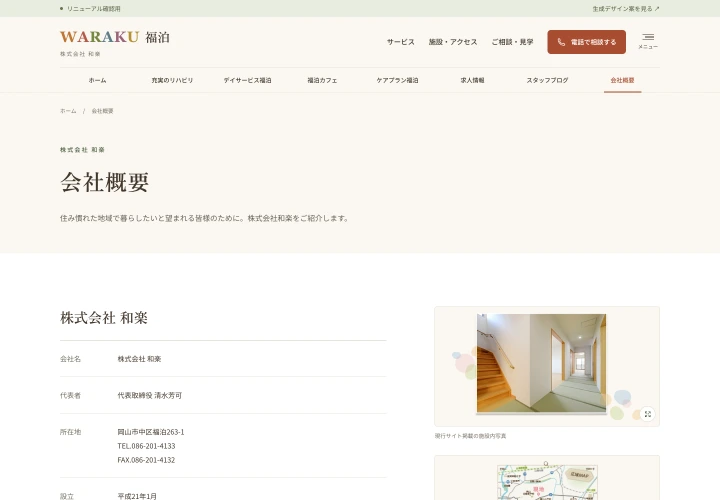 リニューアル確認用
生成デザイン案を見る ↗
WARAKU 福泊
株式会社 和楽
サービス
施設・アクセス
ご相談・見学
電話で相談する
メニュー
ホーム
充実のリハビリ
デイサービス福泊
福泊カフェ
ケアプラン福泊
求人情報
スタッフブログ
会社概要
ホーム / 会社概要
株式会社 和楽
会社概要
住み慣れた地域で暮らしたいと望まれる皆様のために。株式会社和楽をご紹介します。
株式会社 和楽
会社名 株式会社 和楽
代表者 代表取締役 清水芳可
所在地 岡山市中区福泊263-1
TEL.086-201-4133
FAX.086-201-4132
設立 平成21年1月
現行サイト掲載の施設内写真